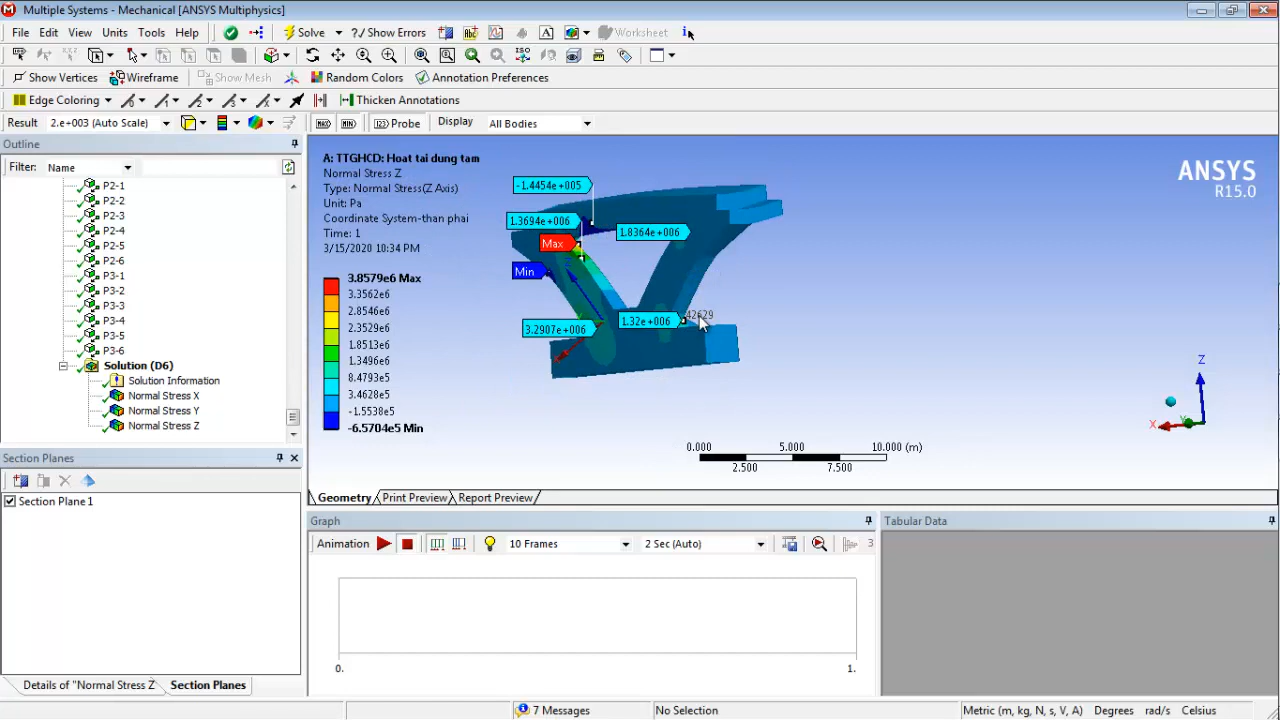 Multiple Systems - Mechanical [ANSYS Multiphysics]
File Edit View Units Tools Help Solve ?/ Show Errors Worksheet
Show Vertices Wireframe Show Mesh Random Colors Annotation Preferences
Edge Coloring Thicken Annotations
Result 2.e+003 (Auto Scale) MAX MIN Probe Display All Bodies
Outline
Filter: Name
P2-1
P2-2
P2-3
P2-4
P2-5
P2-6
P3-1
P3-2
P3-3
P3-4
P3-5
P3-6
Solution (D6)
Solution Information
Normal Stress X
Normal Stress Y
Normal Stress Z
Section Planes
Section Plane 1
Details of "Normal Stress Z
Section Planes
A: TTGHCD: Hoat tai dung tam
Normal Stress Z
Type: Normal Stress(Z Axis)
Unit: Pa
Coordinate System-than phai
Time: 1
3/15/2020 10:34 PM
3.8579e6 Max
3.3562e6
2.8546e6
2.3529e6
1.8513e6
1.3496e6
8.4793e5
3.4628e5
-1.5538e5
-6.5704e5 Min
-1.4454e+005
1.3694e+006
1.8364e+006
Max
Min
3.2907e+006
1.32e+006
42629
ANSYS
R15.0
Z
X
Y
0.000 5.000 10.000 (m)
2.500 7.500
Geometry Print Preview Report Preview
Graph
Animation 10 Frames 2 Sec (Auto) 3
0. 1.
Tabular Data
7 Messages No Selection Metric (m, kg, N, s, V, A) Degrees rad/s Celsius